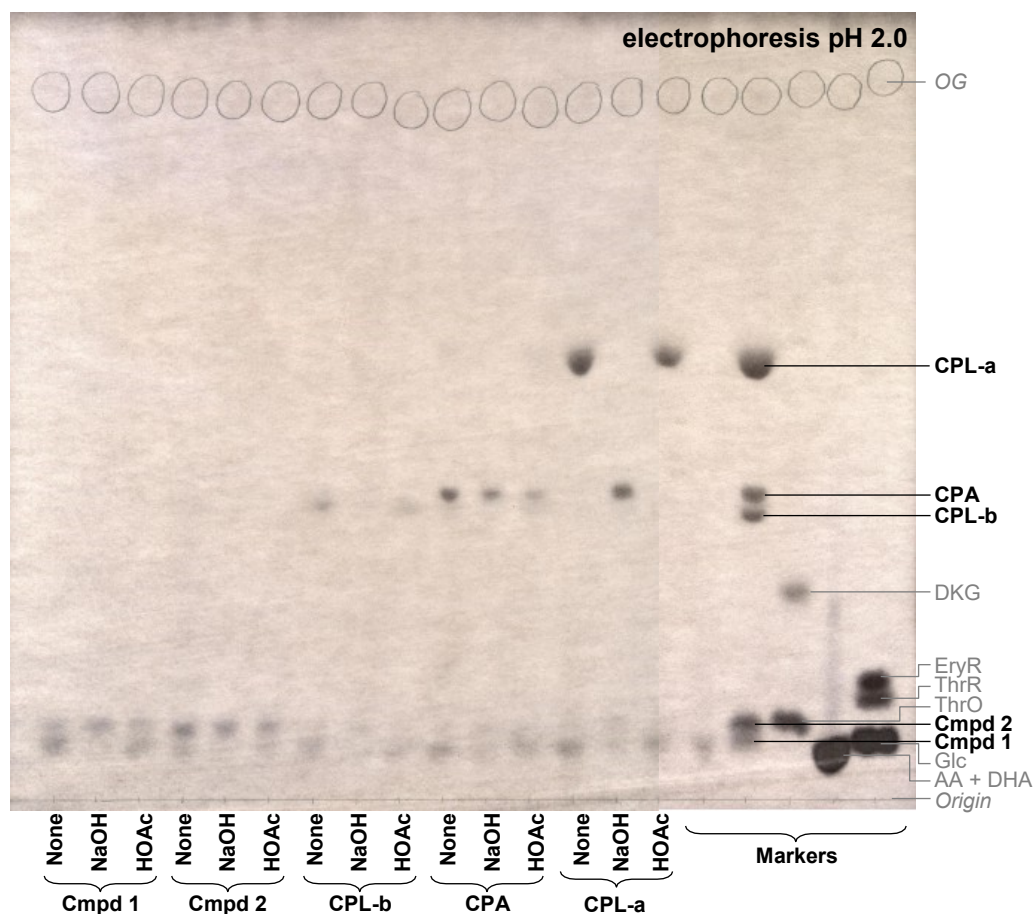 electrophoresis pH 2.0
OG
CPL-a
CPA
CPL-b
DKG
EryR
ThrR
ThrO
Cmpd 2
Cmpd 1
Glc
AA + DHA
Origin
None NaOH HOAc None NaOH HOAc None NaOH HOAc None NaOH HOAc None NaOH HOAc
Markers
Cmpd 1 Cmpd 2 CPL-b CPA CPL-a